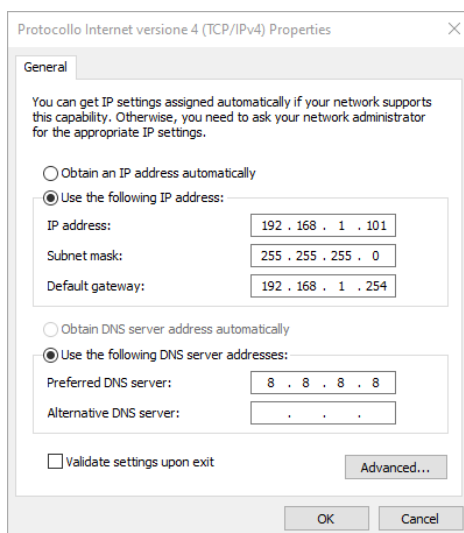 Protocollo Internet versione 4 (TCP/IPv4) Properties
General
You can get IP settings assigned automatically if your network supports
this capability. Otherwise, you need to ask your network administrator
for the appropriate IP settings.
Obtain an IP address automatically
Use the following IP address:
IP address: 192 . 168 . 1 . 101
Subnet mask: 255 . 255 . 255 . 0
Default gateway: 192 . 168 . 1 . 254
Obtain DNS server address automatically
Use the following DNS server addresses:
Preferred DNS server: 8 . 8 . 8 . 8
Alternative DNS server: . . .
Validate settings upon exit
Advanced...
OK Cancel